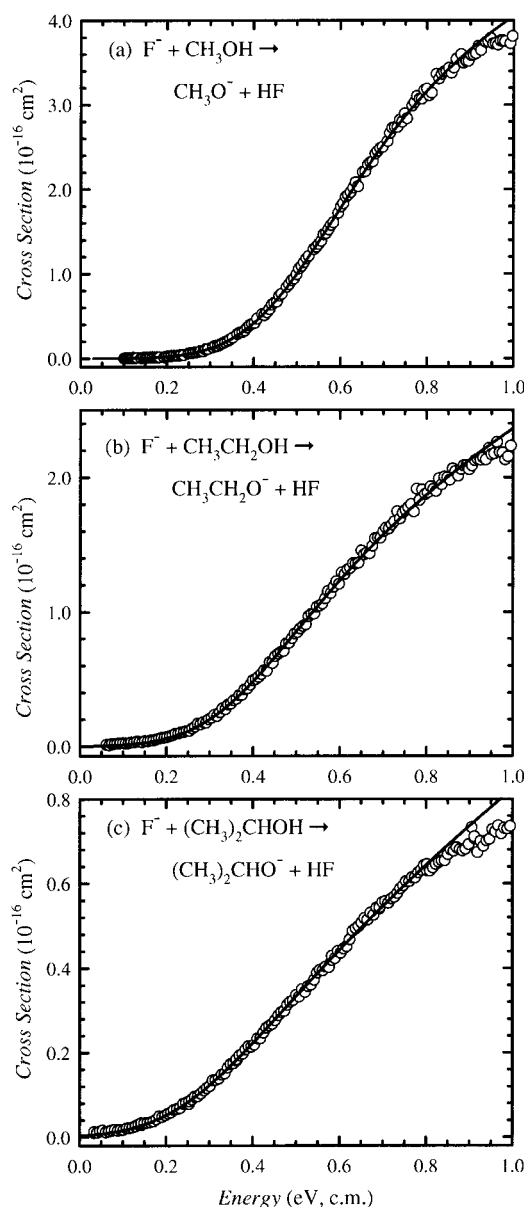 4.0
(a) F⁻ + CH₃OH →
CH₃O⁻ + HF
3.0
2.0
1.0
0.0
Cross Section (10⁻¹⁶ cm²)
0.0 0.2 0.4 0.6 0.8 1.0
(b) F⁻ + CH₃CH₂OH →
CH₃CH₂O⁻ + HF
2.0
1.0
0.0
Cross Section (10⁻¹⁶ cm²)
0.0 0.2 0.4 0.6 0.8 1.0
0.8
(c) F⁻ + (CH₃)₂CHOH →
(CH₃)₂CHO⁻ + HF
0.6
0.4
0.2
0.0
Cross Section (10⁻¹⁶ cm²)
0.0 0.2 0.4 0.6 0.8 1.0
Energy (eV, c.m.)